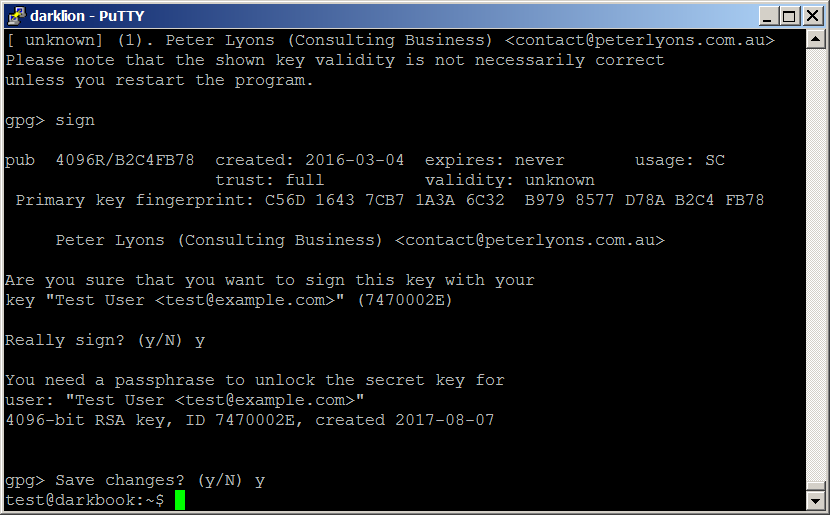 darklion - PuTTY
[ unknown] (1). Peter Lyons (Consulting Business) <contact@peterlyons.com.au>
Please note that the shown key validity is not necessarily correct
unless you restart the program.
gpg> sign
pub  4096R/B2C4FB78  created: 2016-03-04  expires: never       usage: SC
                     trust: full          validity: unknown
 Primary key fingerprint: C56D 1643 7CB7 1A3A 6C32  B979 8577 D78A B2C4 FB78
     Peter Lyons (Consulting Business) <contact@peterlyons.com.au>
Are you sure that you want to sign this key with your
key "Test User <test@example.com>" (7470002E)
Really sign? (y/N) y
You need a passphrase to unlock the secret key for
user: "Test User <test@example.com>"
4096-bit RSA key, ID 7470002E, created 2017-08-07
gpg> Save changes? (y/N) y
test@darkbook:~$